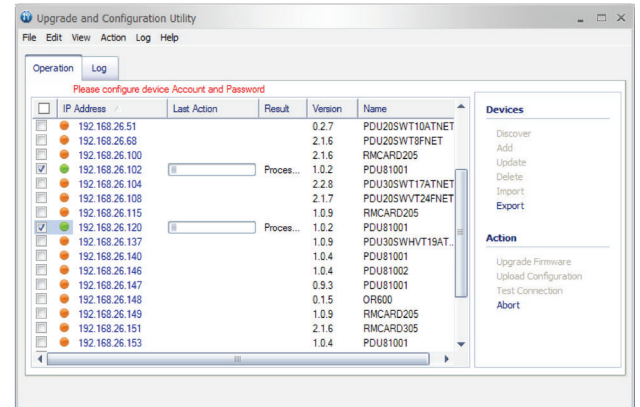 Upgrade and Configuration Utility
File Edit View Action Log Help
Operation Log
Please configure device Account and Password
IP Address Last Action Result Version Name
192.168.26.51 0.2.7 PDU20SWT10ATNET
192.168.26.68 2.1.6 PDU20SWT8FNET
192.168.26.100 2.1.6 RMCARD205
192.168.26.102 Proces... 1.0.2 PDU81001
192.168.26.104 2.2.8 PDU30SWT17ATNET
192.168.26.108 2.1.7 PDU20SWVT24FNET
192.168.26.115 1.0.9 RMCARD205
192.168.26.120 Proces... 1.0.2 PDU81001
192.168.26.137 1.0.9 PDU30SWHVT19AT...
192.168.26.140 1.0.4 PDU81001
192.168.26.146 1.0.4 PDU81002
192.168.26.147 0.9.3 PDU81001
192.168.26.148 0.1.5 OR600
192.168.26.149 1.0.9 RMCARD205
192.168.26.151 2.1.6 RMCARD305
192.168.26.153 1.0.4 PDU81001
Devices
Discover
Add
Update
Delete
Import
Export
Action
Upgrade Firmware
Upload Configuration
Test Connection
Abort